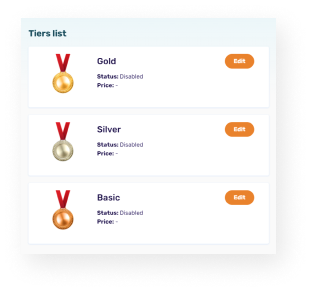 Tiers list
Gold
Edit
Status: Disabled
Price: -
Silver
Edit
Status: Disabled
Price: -
Basic
Edit
Status: Disabled
Price: -